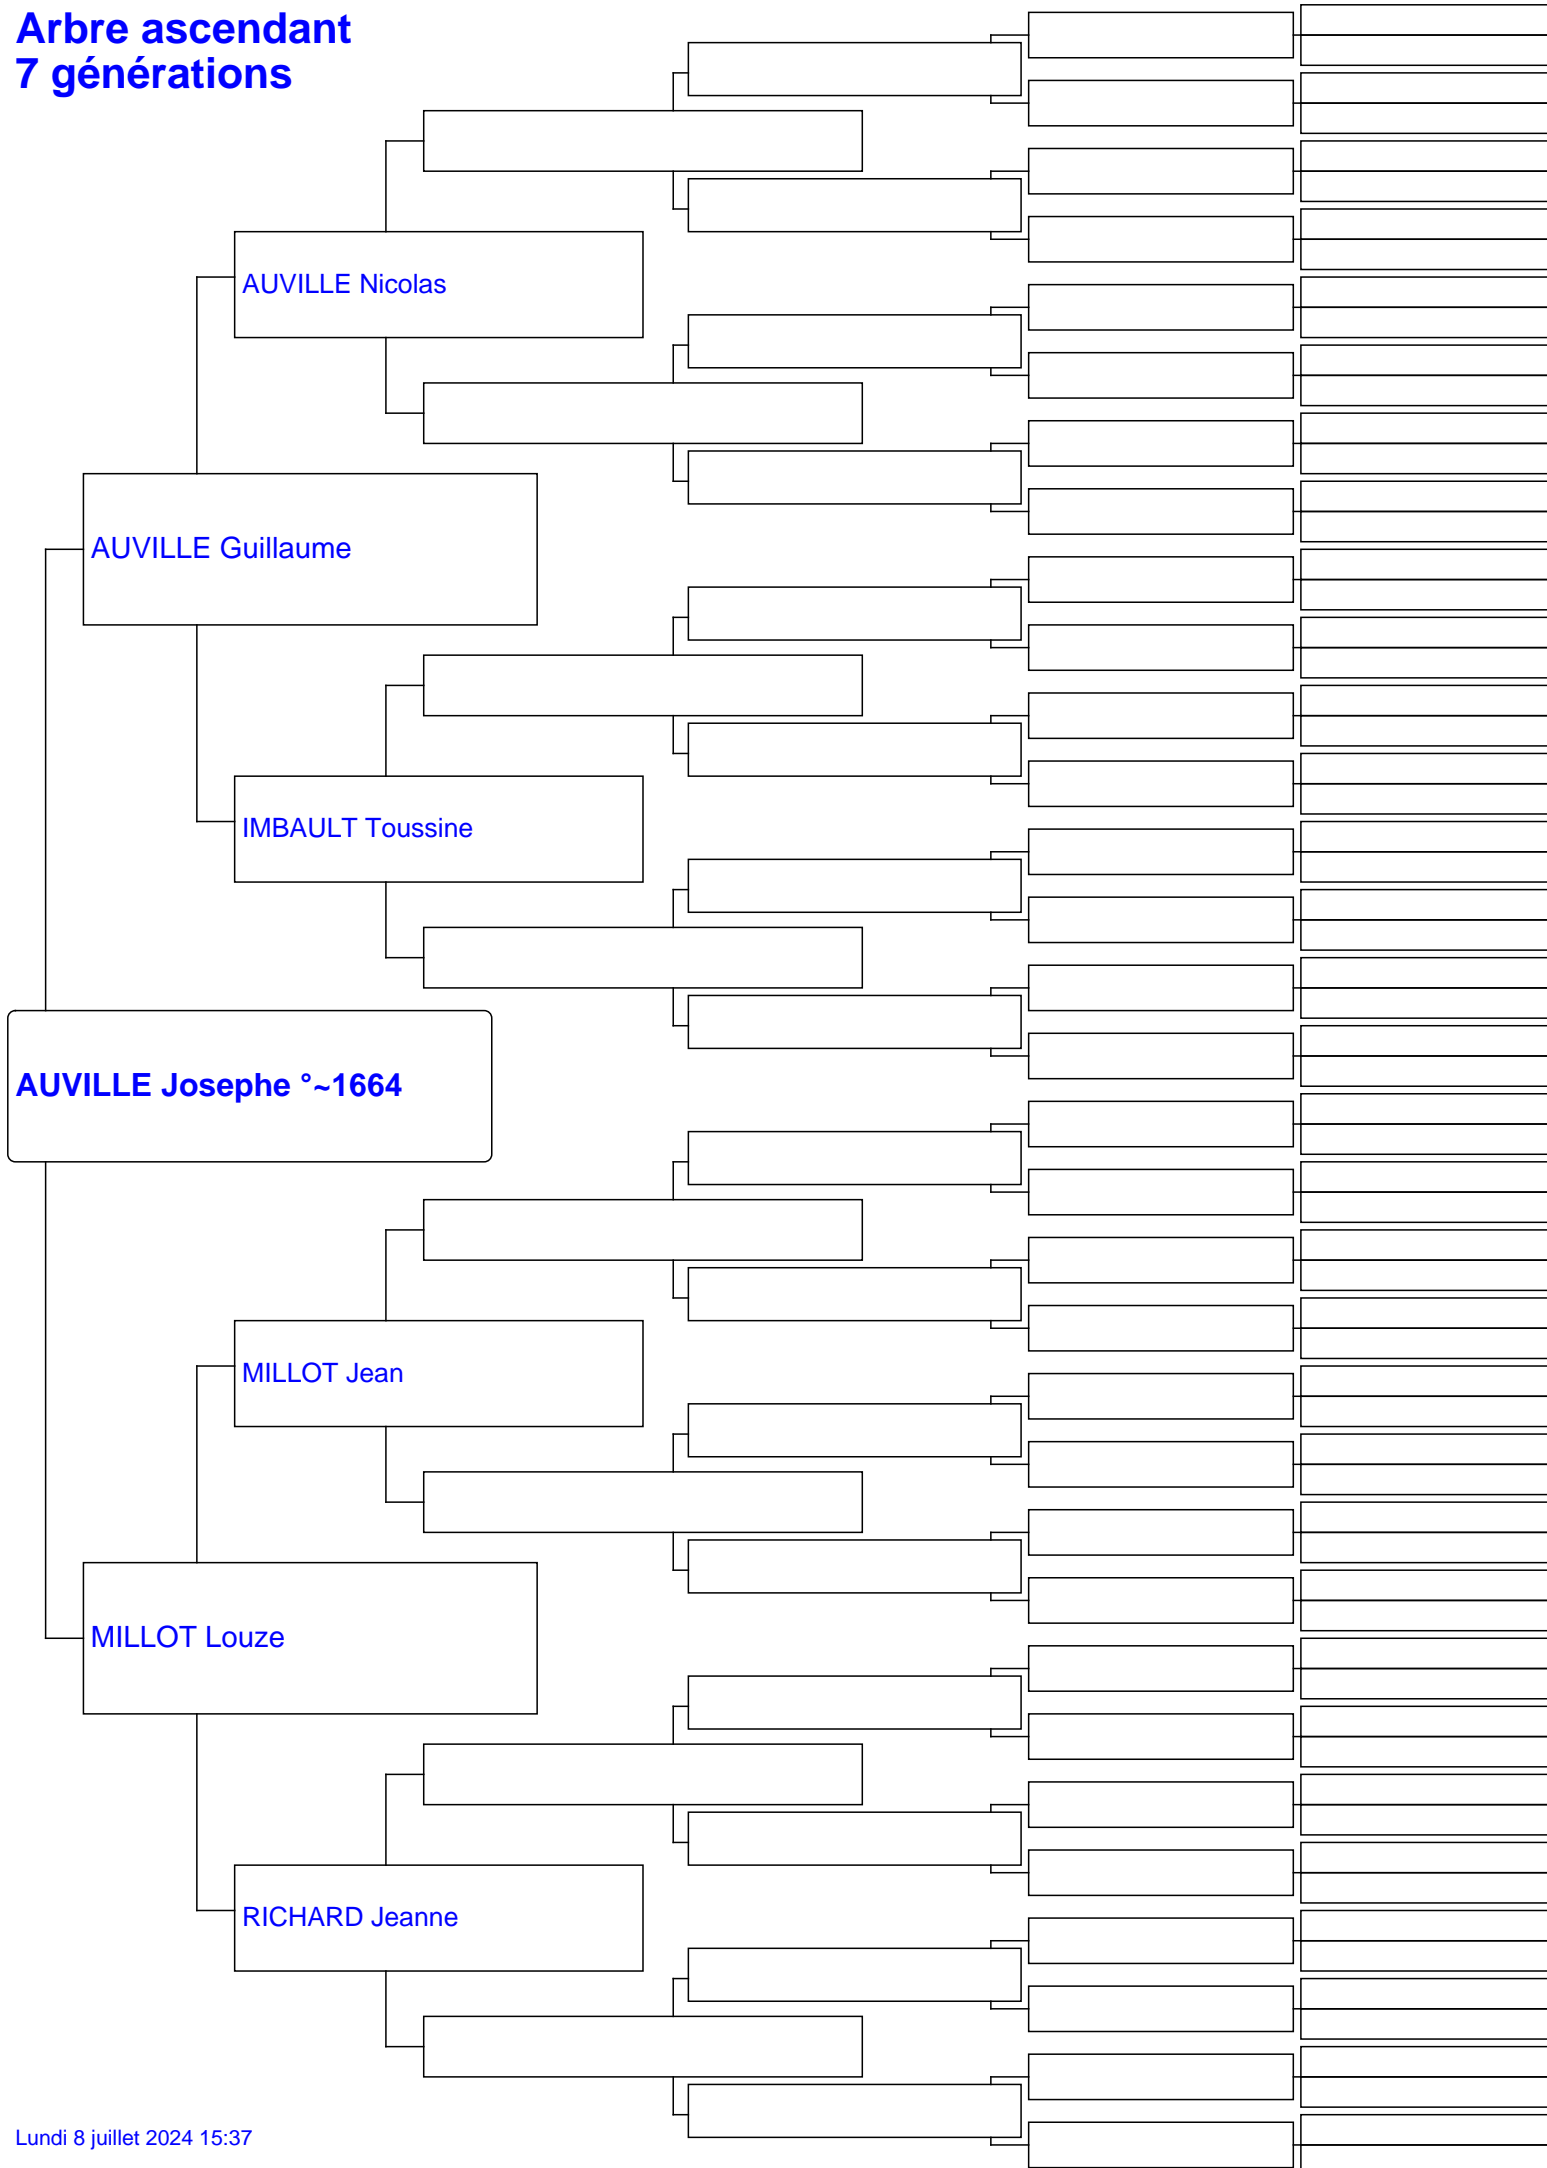 Arbre ascendant
7 générations
AUVILLE Nicolas
AUVILLE Guillaume
IMBAULT Toussine
AUVILLE Josephe °~1664
MILLOT Jean
MILLOT Louze
RICHARD Jeanne
Lundi 8 juillet 2024 15:37